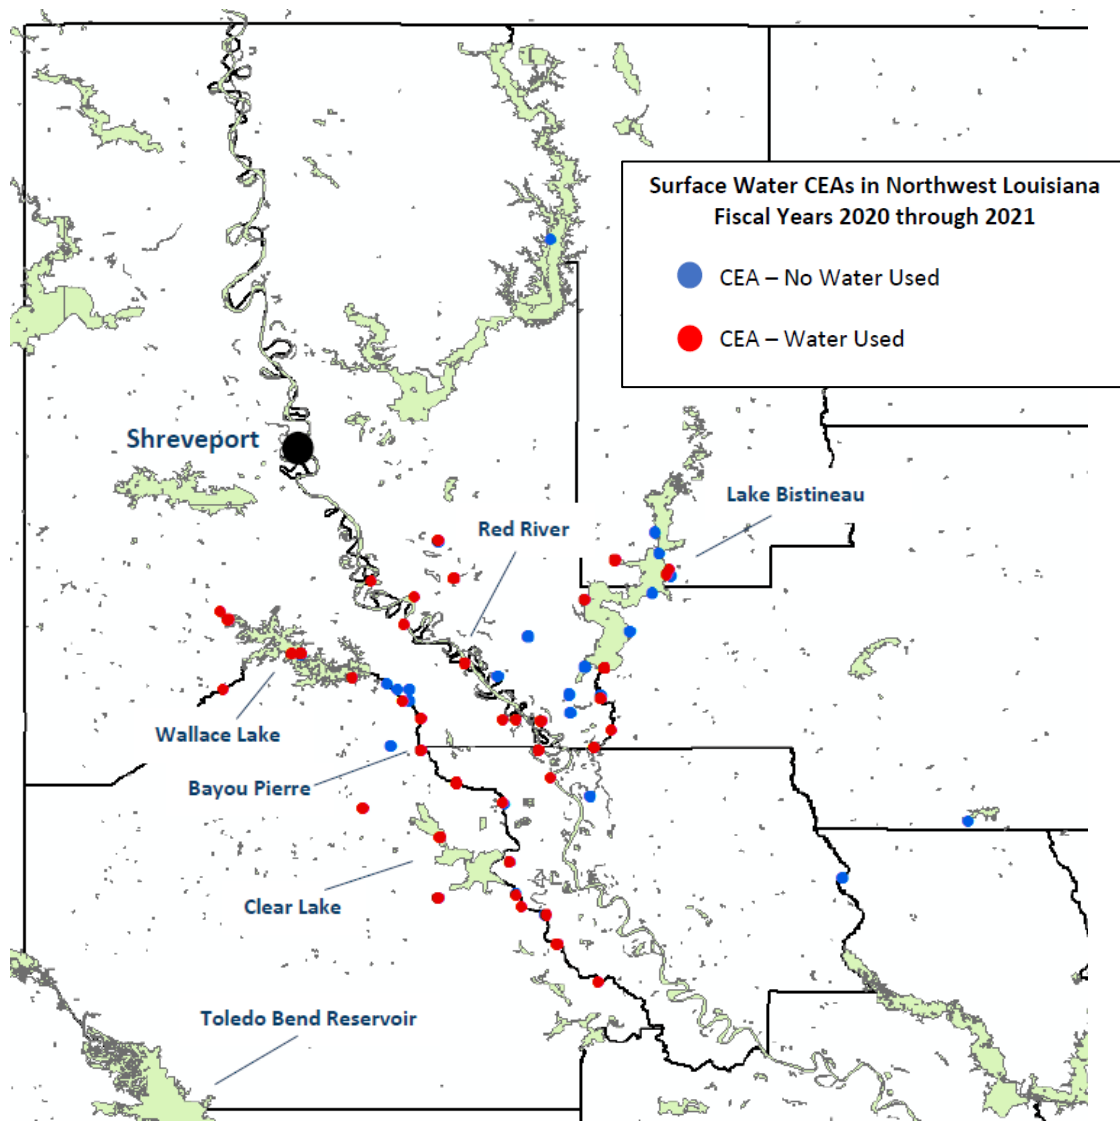 Surface Water CEAs in Northwest Louisiana
Fiscal Years 2020 through 2021
CEA – No Water Used
CEA – Water Used
Shreveport
Lake Bistineau
Red River
Wallace Lake
Bayou Pierre
Clear Lake
Toledo Bend Reservoir